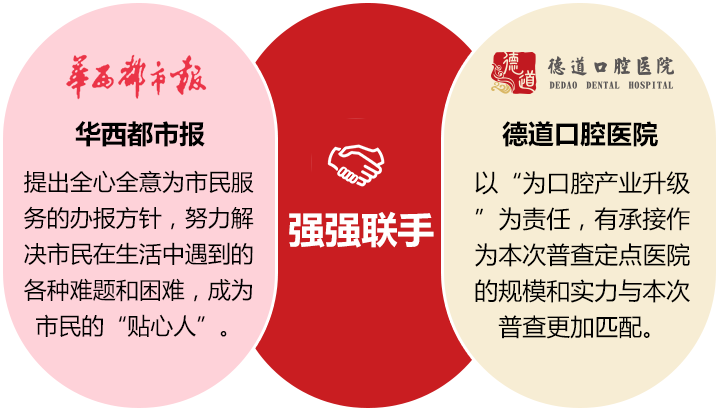 华西都市报
华西都市报
提出全心全意为市民服
务的办报方针，努力解
决市民在生活中遇到的
各种难题和困难，成为
市民的“贴心人”。
强强联手
德道
德道口腔医院
DEDAO DENTAL HOSPITAL
德道口腔医院
以“为口腔产业升级
”为责任，有承接作
为本次普查定点医院
的规模和实力与本次
普查更加匹配。